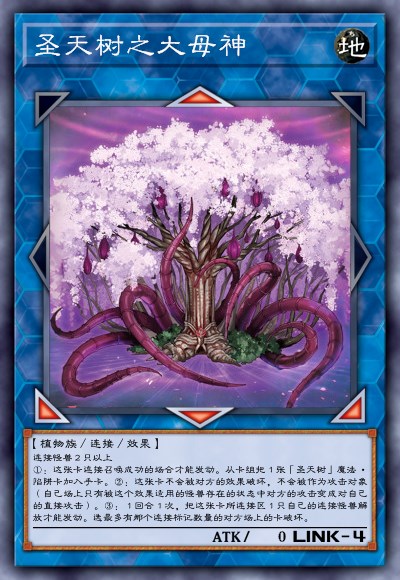 圣天树之大母神
地
【植物族／连接／效果】
连接怪兽2只以上
①：这张卡连接召唤成功的场合才能发动。从卡组把1张「圣天树」魔法·
陷阱卡加入手卡。②：这张卡不会被对方的效果破坏，不会被作为攻击对象
（自己场上只有被这个效果适用的怪兽存在的状态中对方的攻击变成对自己
的直接攻击）。③：1回合1次，把这张卡所连接区1只自己的连接怪兽解
放才能发动。选最多有那个连接标记数量的对方场上的卡破坏。
ATK/ 0 LINK-4